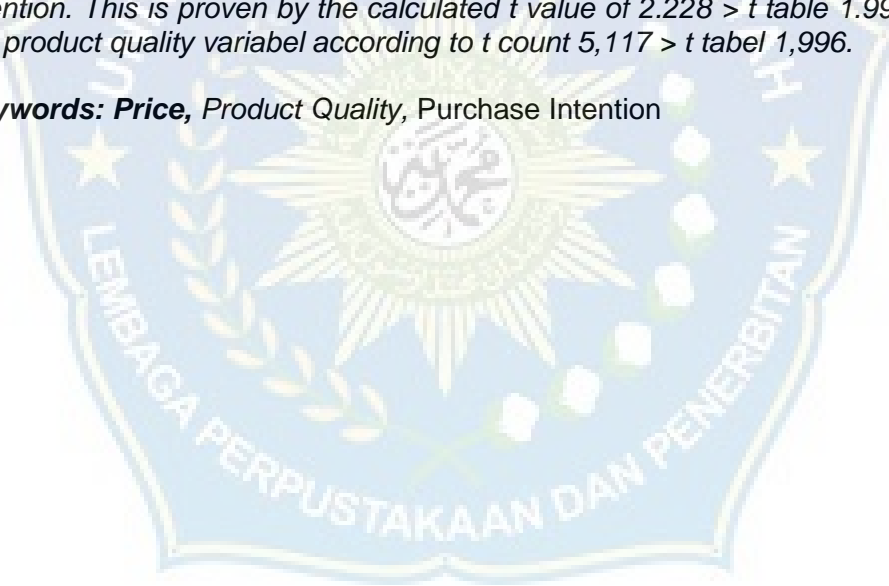 ention. This is proven by the calculated t value of 2.228 > t table 1.99
product quality variabel according to t count 5,117 > t tabel 1,996.
ywords: Price, Product Quality, Purchase Intention
LEMBAGA PERPUSTAKAAN DAN PENERBITAN